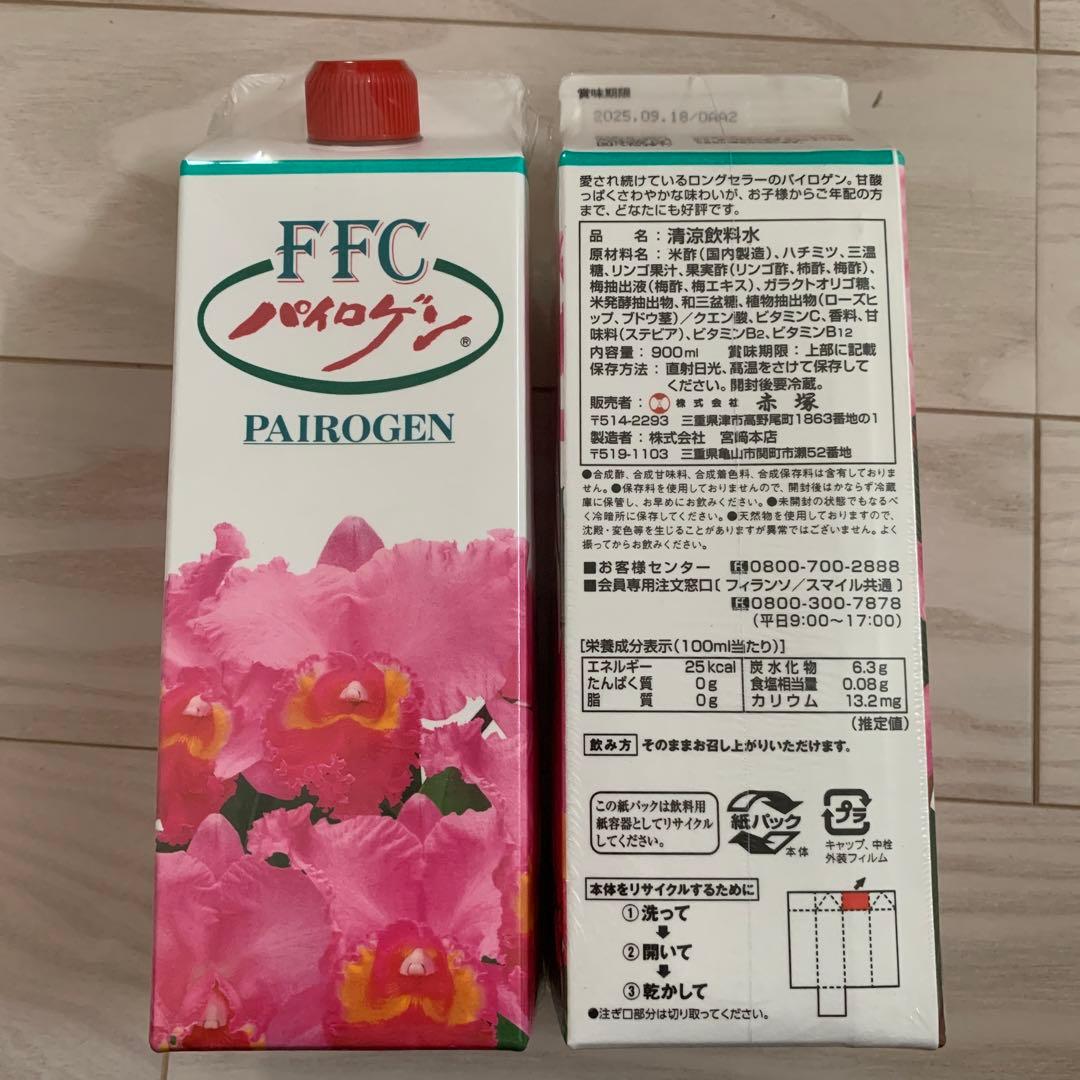 FFC
パイロゲン®
PAIROGEN
賞味期限
2025.09.18/DAA2
愛され続けているロングセラーのパイロゲン。甘酸
っぱくさわやかな味わいが、お子様からご年配の方
まで、どなたにも好評です。
品 名:清涼飲料水
原材料名:米酢(国内製造)、ハチミツ、三温
糖、リンゴ果汁、果実酢(リンゴ酢、柿酢、梅酢)、
梅抽出液(梅酢、梅エキス)、ガラクトオリゴ糖、
米発酵抽出物、和三盆糖、植物抽出物(ローズヒ
ップ、ブドウ茎)/クエン酸、ビタミンC、香料、甘
味料(ステビア)、ビタミンB2、ビタミンB12
内容量:900ml 賞味期限:上部に記載
保存方法:直射日光、高温をさけて保存して
ください。開封後要冷蔵。
販売者:株式会社 赤塚
〒514-2293 三重県津市高野尾町1863番地の1
製造者:株式会社 宮﨑本店
〒519-1103 三重県亀山市関町市瀬52番地
●合成酢、合成甘味料、合成着色料、合成保存料は含有しておりま
せん。●保存料を使用しておりませんので、開封後はかならず冷蔵
庫に保管し、お早めにお飲みください。●未開封の状態でもなるべ
く冷暗所に保存してください。●天然物を使用しておりますので、
沈殿・変色等を生じることがありますが異常ではございません。よく
振ってからお飲みください。
■お客様センター 0800-700-2888
■会員専用注文窓口〔フィランソ/スマイル共通〕
0800-300-7878
(平日9:00〜17:00)
[栄養成分表示(100ml当たり)]
エネルギー 25kcal 炭水化物 6.3g
たんぱく質 0g 食塩相当量 0.08g
脂質 0g カリウム 13.2mg
(推定値)
飲み方 そのままお召し上がりいただけます。
この紙パックは飲料用
紙容器としてリサイクル
してください。
紙パック
本体
プラ
キャップ、中栓
外装フィルム
本体をリサイクルするために
①洗って
②開いて
③乾かして
●注ぎ口部分は切り取ってください。